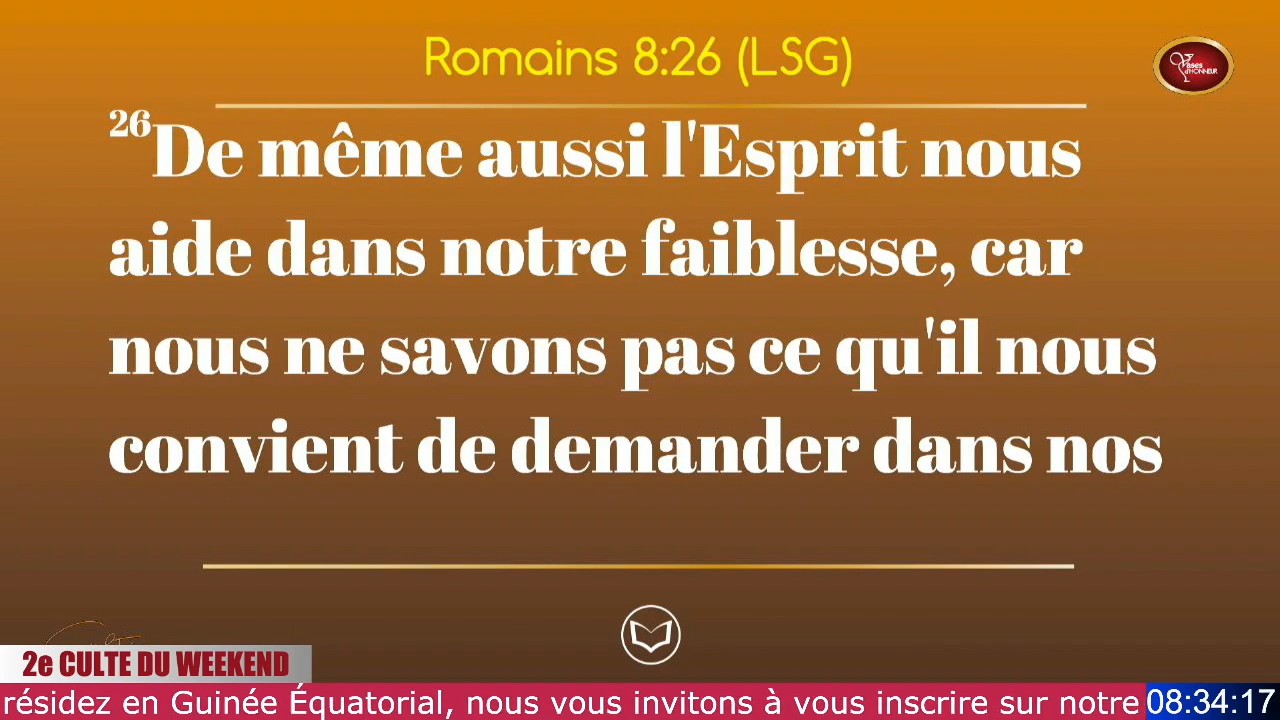 Romains 8:26 (LSG)
Vases
d'HONNEUR
26De même aussi l'Esprit nous
aide dans notre faiblesse, car
nous ne savons pas ce qu'il nous
convient de demander dans nos
2e CULTE DU WEEKEND
résidez en Guinée Équatorial, nous vous invitons à vous inscrire sur notre
08:34:17